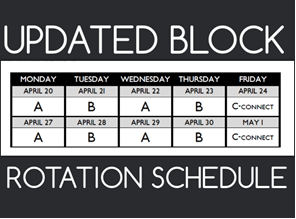 UPDATED BLOCK
MONDAY TUESDAY WEDNESDAY THURSDAY FRIDAY
APRIL 20 APRIL 21 APRIL 22 APRIL 23 APRIL 24
A B A B C-CONNECT
APRIL 27 APRIL 28 APRIL 29 APRIL 30 MAY 1
A B A B C-CONNECT
ROTATION SCHEDULE